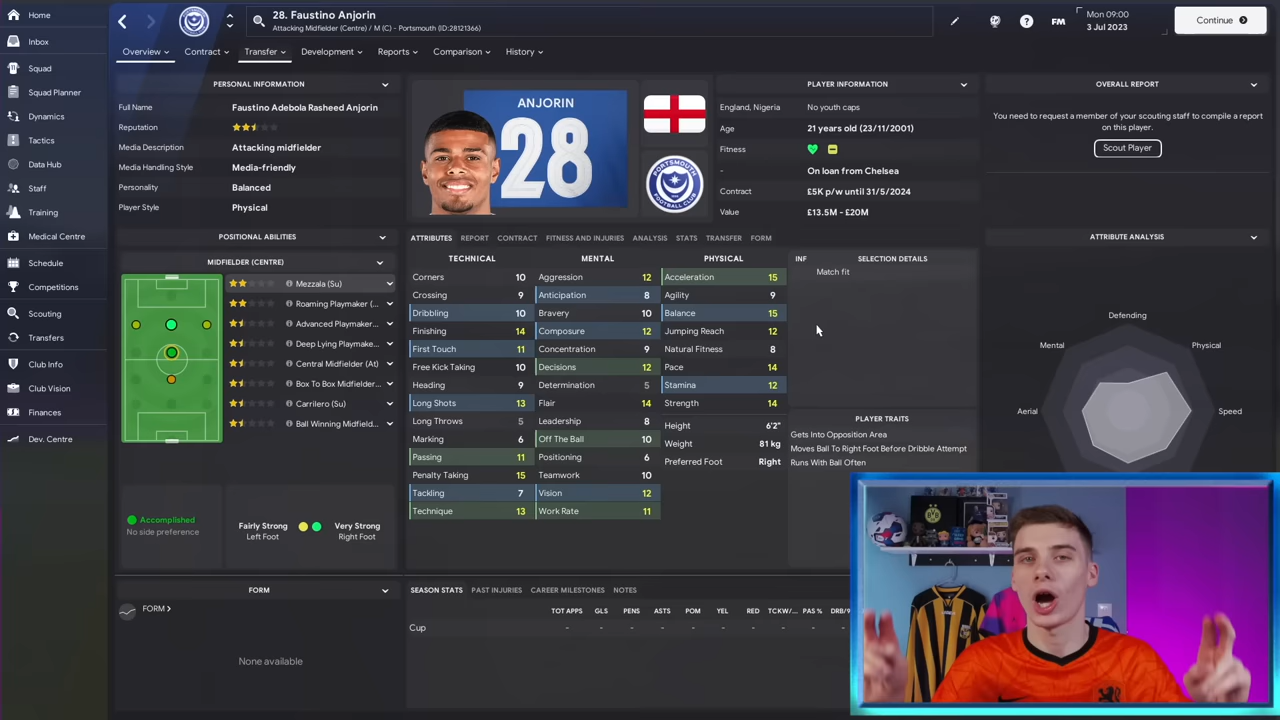 Home
Inbox
Squad
Squad Planner
Dynamics
Tactics
Data Hub
Staff
Training
Medical Centre
Schedule
Competitions
Scouting
Transfers
Club Info
Club Vision
Finances
Dev. Centre
28. Faustino Anjorin
Attacking Midfielder (Centre) / M (C) - Portsmouth (ID:28121366)
FM
Mon 09:00
3 Jul 2023
Continue
Overview
Contract
Transfer
Development
Reports
Comparison
History
PERSONAL INFORMATION
Full Name Faustino Adebola Rasheed Anjorin
Reputation
Media Description Attacking midfielder
Media Handling Style Media-friendly
Personality Balanced
Player Style Physical
ANJORIN
28
PORTSMOUTH
FOOTBALL CLUB
PLAYER INFORMATION
England, Nigeria No youth caps
Age 21 years old (23/11/2001)
Fitness
- On loan from Chelsea
Contract £5K p/w until 31/5/2024
Value £13.5M - £20M
OVERALL REPORT
You need to request a member of your scouting staff to compile a report
on this player.
Scout Player
POSITIONAL ABILITIES
MIDFIELDER (CENTRE)
Mezzala (Su)
Roaming Playmaker (...
Advanced Playmaker...
Deep Lying Playmake...
Central Midfielder (At)
Box To Box Midfielder...
Carrilero (Su)
Ball Winning Midfield...
Accomplished
No side preference
Fairly Strong
Left Foot
Very Strong
Right Foot
ATTRIBUTES REPORT CONTRACT FITNESS AND INJURIES ANALYSIS STATS TRANSFER FORM
TECHNICAL
Corners 10
Crossing 9
Dribbling 10
Finishing 14
First Touch 11
Free Kick Taking 10
Heading 9
Long Shots 13
Long Throws 5
Marking 6
Passing 11
Penalty Taking 15
Tackling 7
Technique 13
MENTAL
Aggression 12
Anticipation 8
Bravery 10
Composure 12
Concentration 9
Decisions 12
Determination 5
Flair 14
Leadership 8
Off The Ball 10
Positioning 6
Teamwork 10
Vision 12
Work Rate 11
PHYSICAL
Acceleration 15
Agility 9
Balance 15
Jumping Reach 12
Natural Fitness 8
Pace 14
Stamina 12
Strength 14
Height 6'2"
Weight 81 kg
Preferred Foot Right
INF SELECTION DETAILS
Match fit
PLAYER TRAITS
Gets Into Opposition Area
Moves Ball To Right Foot Before Dribble Attempt
Runs With Ball Often
ATTRIBUTE ANALYSIS
Defending
Mental
Physical
Aerial
Speed
FORM
FORM
None available
SEASON STATS PAST INJURIES CAREER MILESTONES NOTES
TOT APPS GLS PENS ASTS POM YEL RED TCKW/... PAS % DRB/9
Cup - - - - - - - - - -